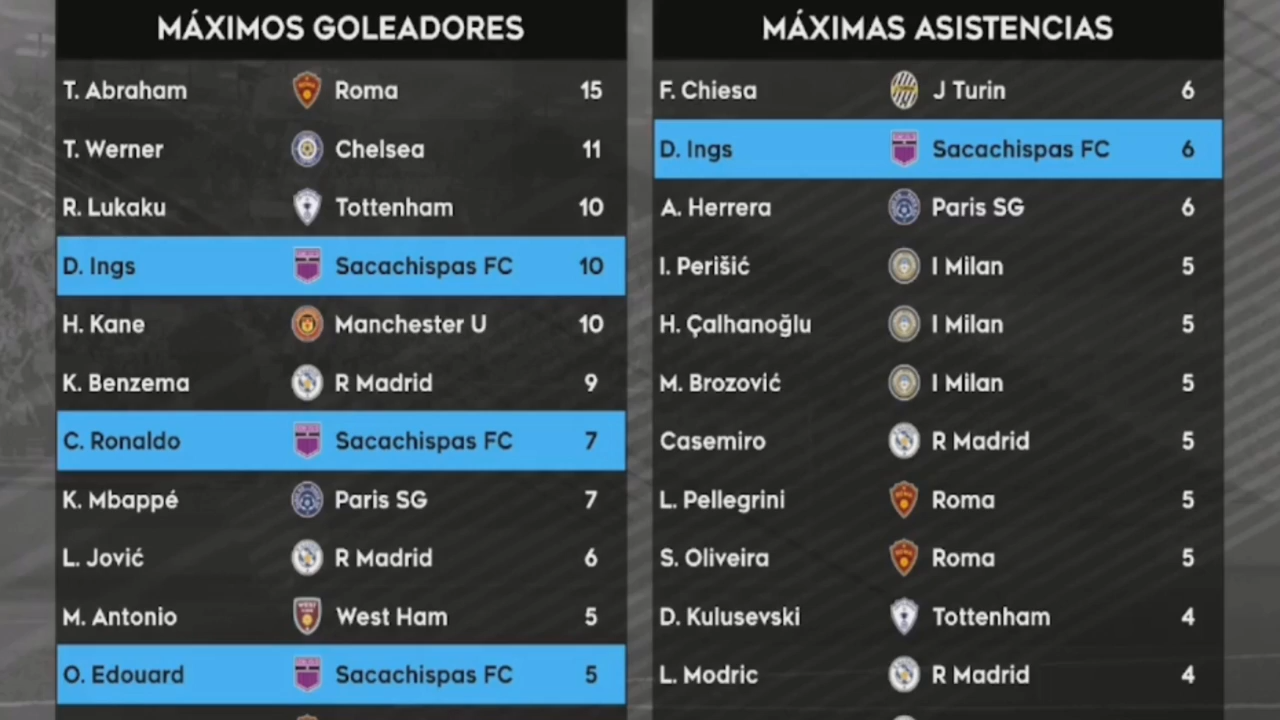 MÁXIMOS GOLEADORES
T. Abraham Roma 15
T. Werner Chelsea 11
R. Lukaku Tottenham 10
D. Ings Sacachispas FC 10
H. Kane Manchester U 10
K. Benzema R Madrid 9
C. Ronaldo Sacachispas FC 7
K. Mbappé Paris SG 7
L. Jović R Madrid 6
M. Antonio West Ham 5
O. Edouard Sacachispas FC 5
MÁXIMAS ASISTENCIAS
F. Chiesa J Turin 6
D. Ings Sacachispas FC 6
A. Herrera Paris SG 6
I. Perišić I Milan 5
H. Çalhanoğlu I Milan 5
M. Brozović I Milan 5
Casemiro R Madrid 5
L. Pellegrini Roma 5
S. Oliveira Roma 5
D. Kulusevski Tottenham 4
L. Modric R Madrid 4